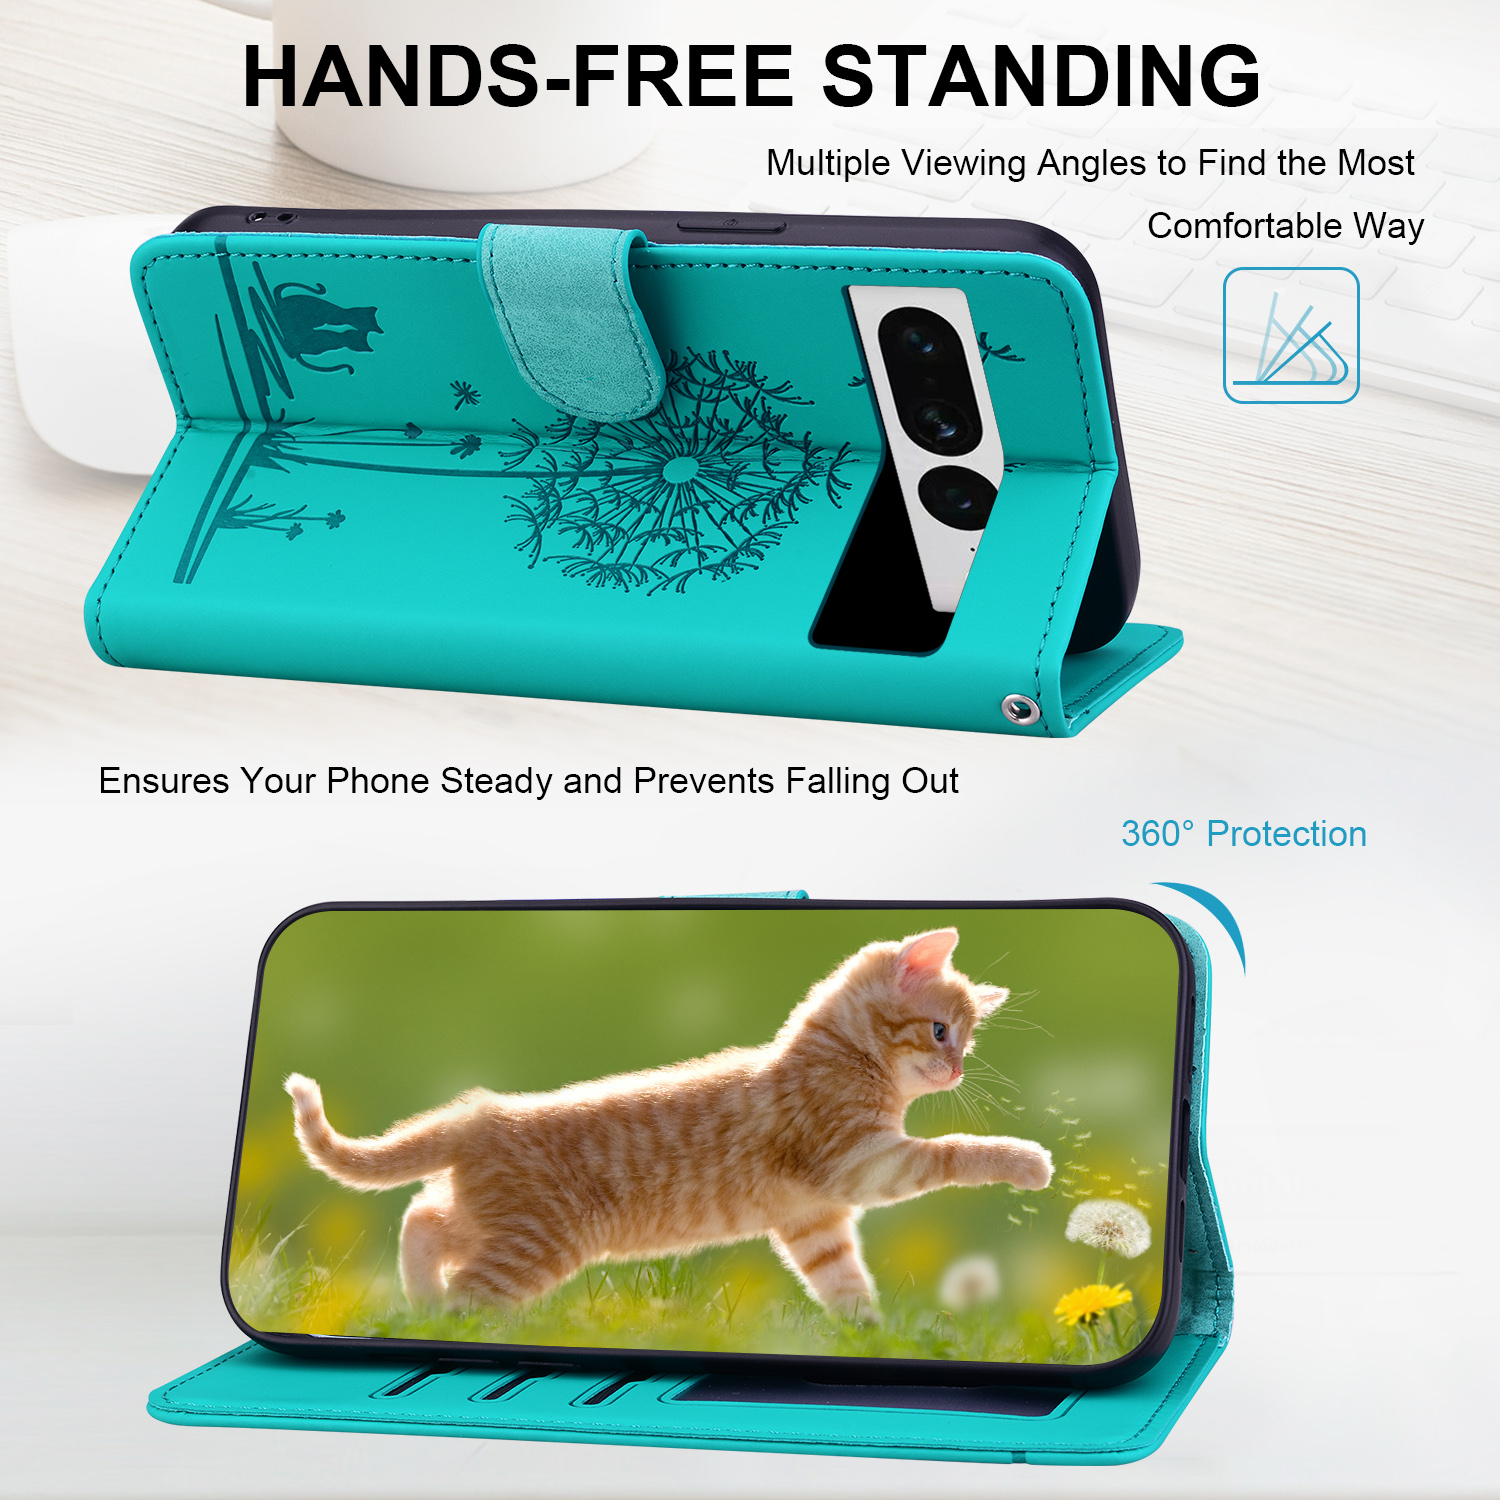 HANDS-FREE STANDING
Multiple Viewing Angles to Find the Most
Comfortable Way
Ensures Your Phone Steady and Prevents Falling Out
360° Protection